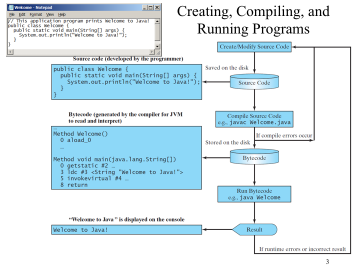 Welcome - Notepad
File Edit Format View Help
// This application program prints Welcome to Java!
public class Welcome {
public static void main(String[] args) {
System.out.println("Welcome to Java!");
}
}
Creating, Compiling, and
Running Programs
Source code (developed by the programmer)
public class Welcome {
public static void main(String[] args) {
System.out.println("Welcome to Java!");
}
}
Bytecode (generated by the compiler for JVM
to read and interpret)
Method Welcome()
0 aload_0
…
Method void main(java.lang.String[])
0 getstatic #2 …
3 ldc #3 <String "Welcome to Java!">
5 invokevirtual #4 …
8 return
"Welcome to Java" is displayed on the console
Welcome to Java!
Create/Modify Source Code
Saved on the disk
Source Code
Compile Source Code
e.g., javac Welcome.java
If compile errors occur
Stored on the disk
Bytecode
Run Bytecode
e.g., java Welcome
Result
If runtime errors or incorrect result
3